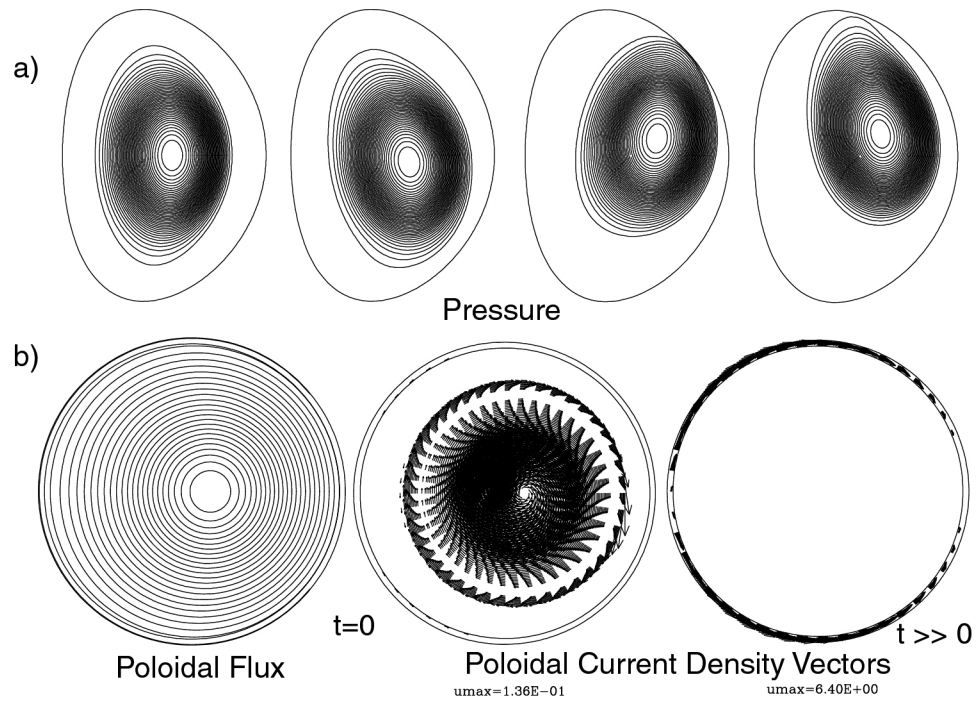 a)
Pressure
b)
t=0
t >> 0
Poloidal Flux
Poloidal Current Density Vectors
umax=1.36E-01
umax=6.40E+00